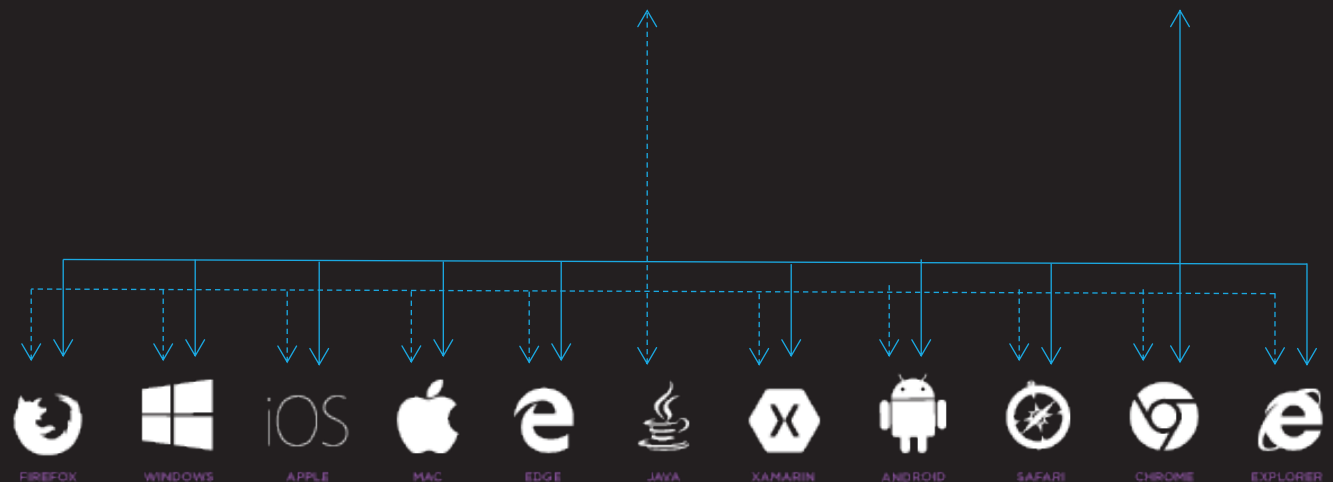 iOS
X
FIREFOX WINDOWS APPLE MAC EDGE JAVA XAMARIN ANDROID SAFARI CHROME EXPLORER